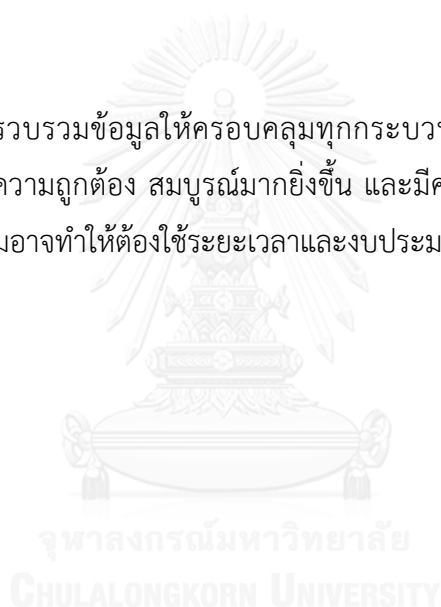 รวบรวมข้อมูลให้ครอบคลุมทุกกระบวน
ความถูกต้อง สมบูรณ์มากยิ่งขึ้น และมีค
มอาจทำให้ต้องใช้ระยะเวลาและงบประม
จุฬาลงกรณ์มหาวิทยาลัย
CHULALONGKORN UNIVERSITY